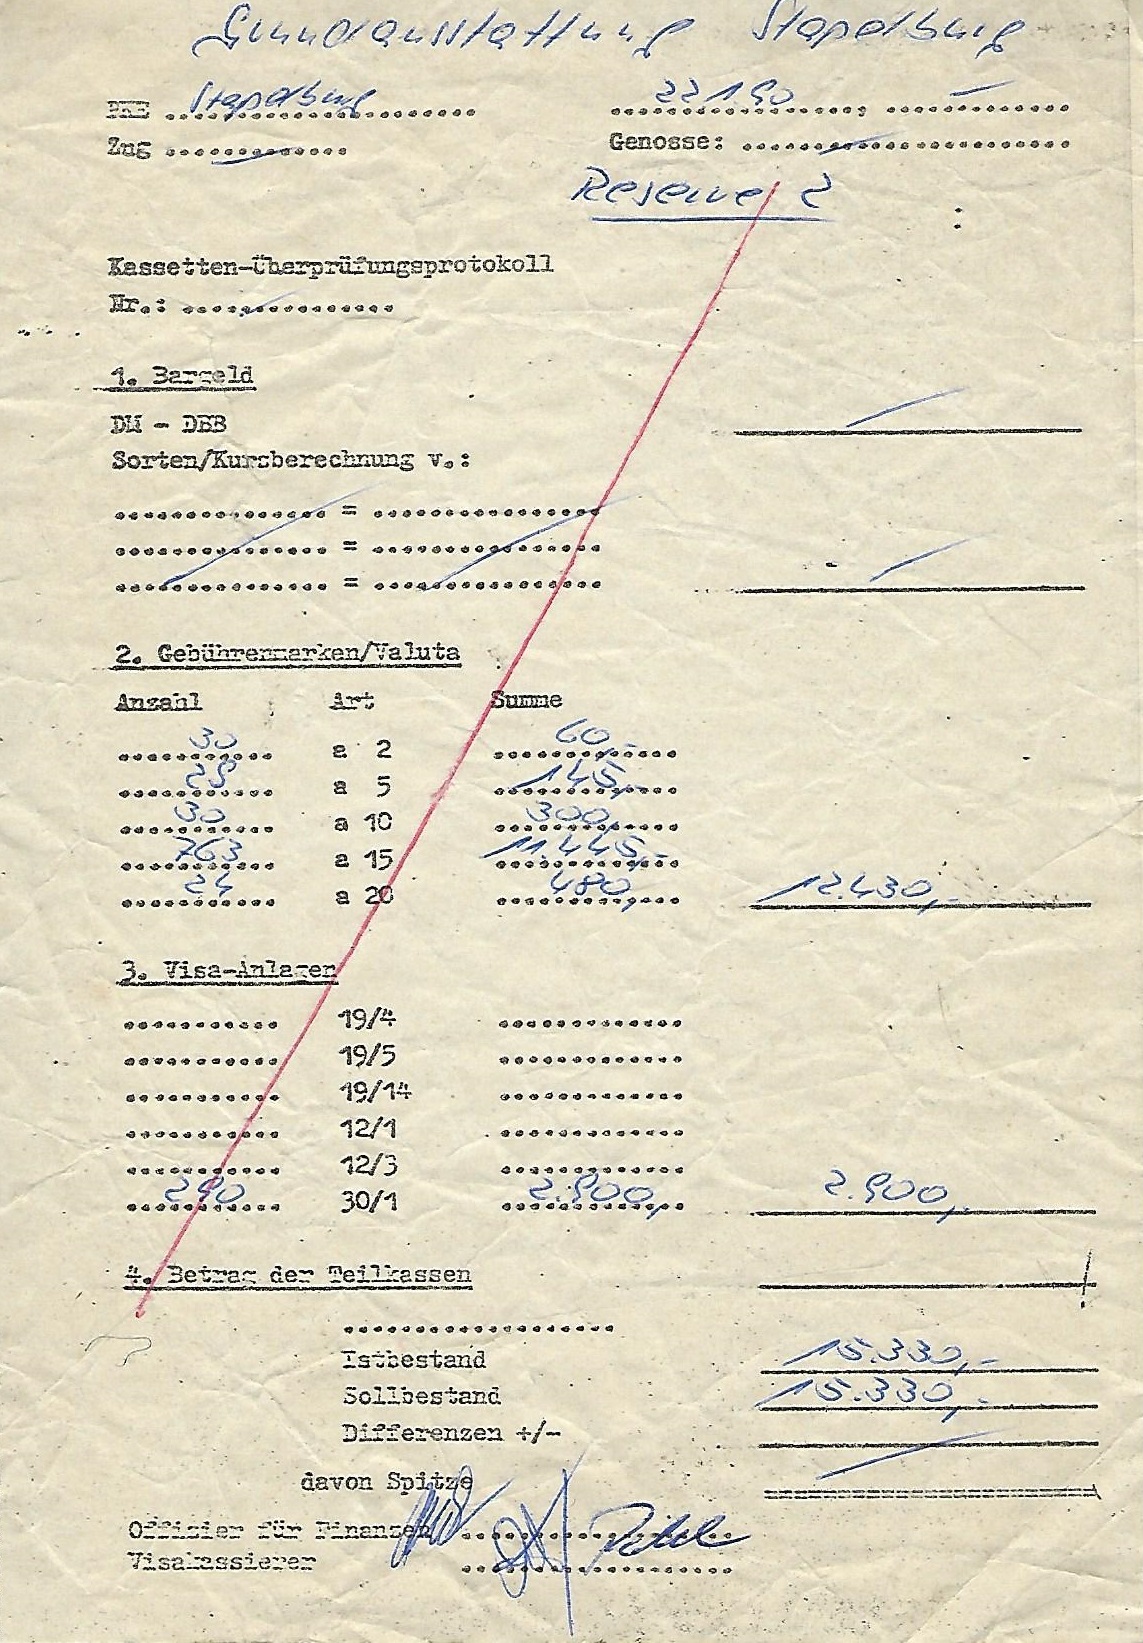 Grundausstattung Stapelburg
PKE Stapelburg 22.1.90
Zug Genosse:
Reserve 2
Kassetten-Überprüfungsprotokoll
Nr.:
1. Bargeld
DM - DBB
Sorten/Kursberechnung v.:
=
=
=
2. Gebührenmarken/Valuta
Anzahl Art Summe
30 a 2 60,-
29 a 5 145,-
30 a 10 300,-
763 a 15 11.445,-
24 a 20 480,- 12.430,-
3. Visa-Anlagen
19/4
19/5
19/14
12/1
12/3
290 30/1 2.900,- 2.900,-
4. Betrag der Teilkassen
Istbestand 15.330,-
Sollbestand 15.330,-
Differenzen +/-
davon Spitze
Offizier für Finanzen
Visakassierer